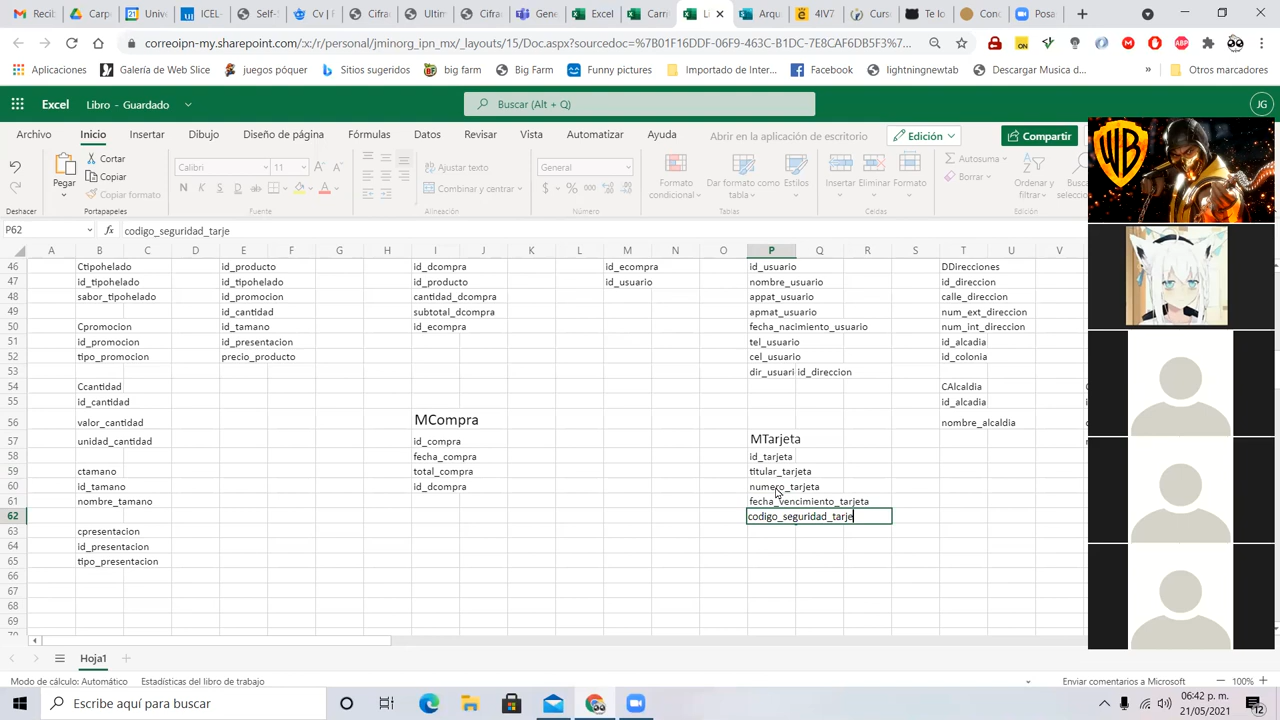 Carp
Cale
Unid
ICEL-
Self-
Cvl I
Cifra
Ultim
Cifra
Gene
Excel
Carr
Li
Arqu
4IV
Cursc
Te lo
Conc
Posa
correoipn-my.sharepoint.com/:x:/r/personal/jminorg_ipn_mx/_layouts/15/Doc.aspx?sourcedoc=%7B01F16DDF-06F9-463C-B1DC-7E8CAF6DB5F3%7...
Aplicaciones
Galería de Web Slice
juegos póquer
Sitios sugeridos
big farm
Big Farm
Funny pictures
Importado de Inter...
Facebook
lightningnewtab
Descargar Musica d...
»
Otros marcadores
Excel
Libro - Guardado
Buscar (Alt + Q)
JG
Archivo
Inicio
Insertar
Dibujo
Diseño de página
Fórmulas
Datos
Revisar
Vista
Automatizar
Ayuda
Abrir en la aplicación de escritorio
Edición
Compartir
Pegar
Cortar
Copiar
Copiar formato
Calibri
11
Ajustar texto
Combinar y centrar
General
Formato condicional
Dar formato como tabla
Estilos
Insertar
Eliminar
Formato
Autosuma
Borrar
Ordenar y filtrar
Busca
Deshacer
Portapapeles
Fuente
Alineación
Número
Tablas
Celdas
Edición
P62
fx
codigo_seguridad_tarje
A B C D E F G H I J K L M N O P Q R S T U V
46 Ctipohelado id_producto id_dcompra id_ecompra id_usuario DDirecciones
47 id_tipohelado id_tipohelado id_producto id_usuario nombre_usuario id_direccion
48 sabor_tipohelado id_promocion cantidad_dcompra appat_usuario calle_direccion
49 id_cantidad subtotal_dcompra apmat_usuario num_ext_direccion
50 Cpromocion id_tamano id_ecompra fecha_nacimiento_usuario num_int_direccion
51 id_promocion id_presentacion tel_usuario id_alcadia
52 tipo_promocion precio_producto cel_usuario id_colonia
53 dir_usuari id_direccion
54 Ccantidad CAlcaldia
55 id_cantidad id_alcadia
56 valor_cantidad MCompra nombre_alcaldia
57 unidad_cantidad id_compra MTarjeta
58 fecha_compra id_tarjeta
59 ctamano total_compra titular_tarjeta
60 id_tamano id_dcompra numero_tarjeta
61 nombre_tamano fecha_vencimiento_tarjeta
62 codigo_seguridad_tarje
63 cpresentacion
64 id_presentacion
65 tipo_presentacion
66
67
68
69
70
Hoja1
Modo de cálculo: Automático
Estadísticas del libro de trabajo
Enviar comentarios a Microsoft
100%
Escribe aquí para buscar
06:42 p. m.
21/05/2021
12